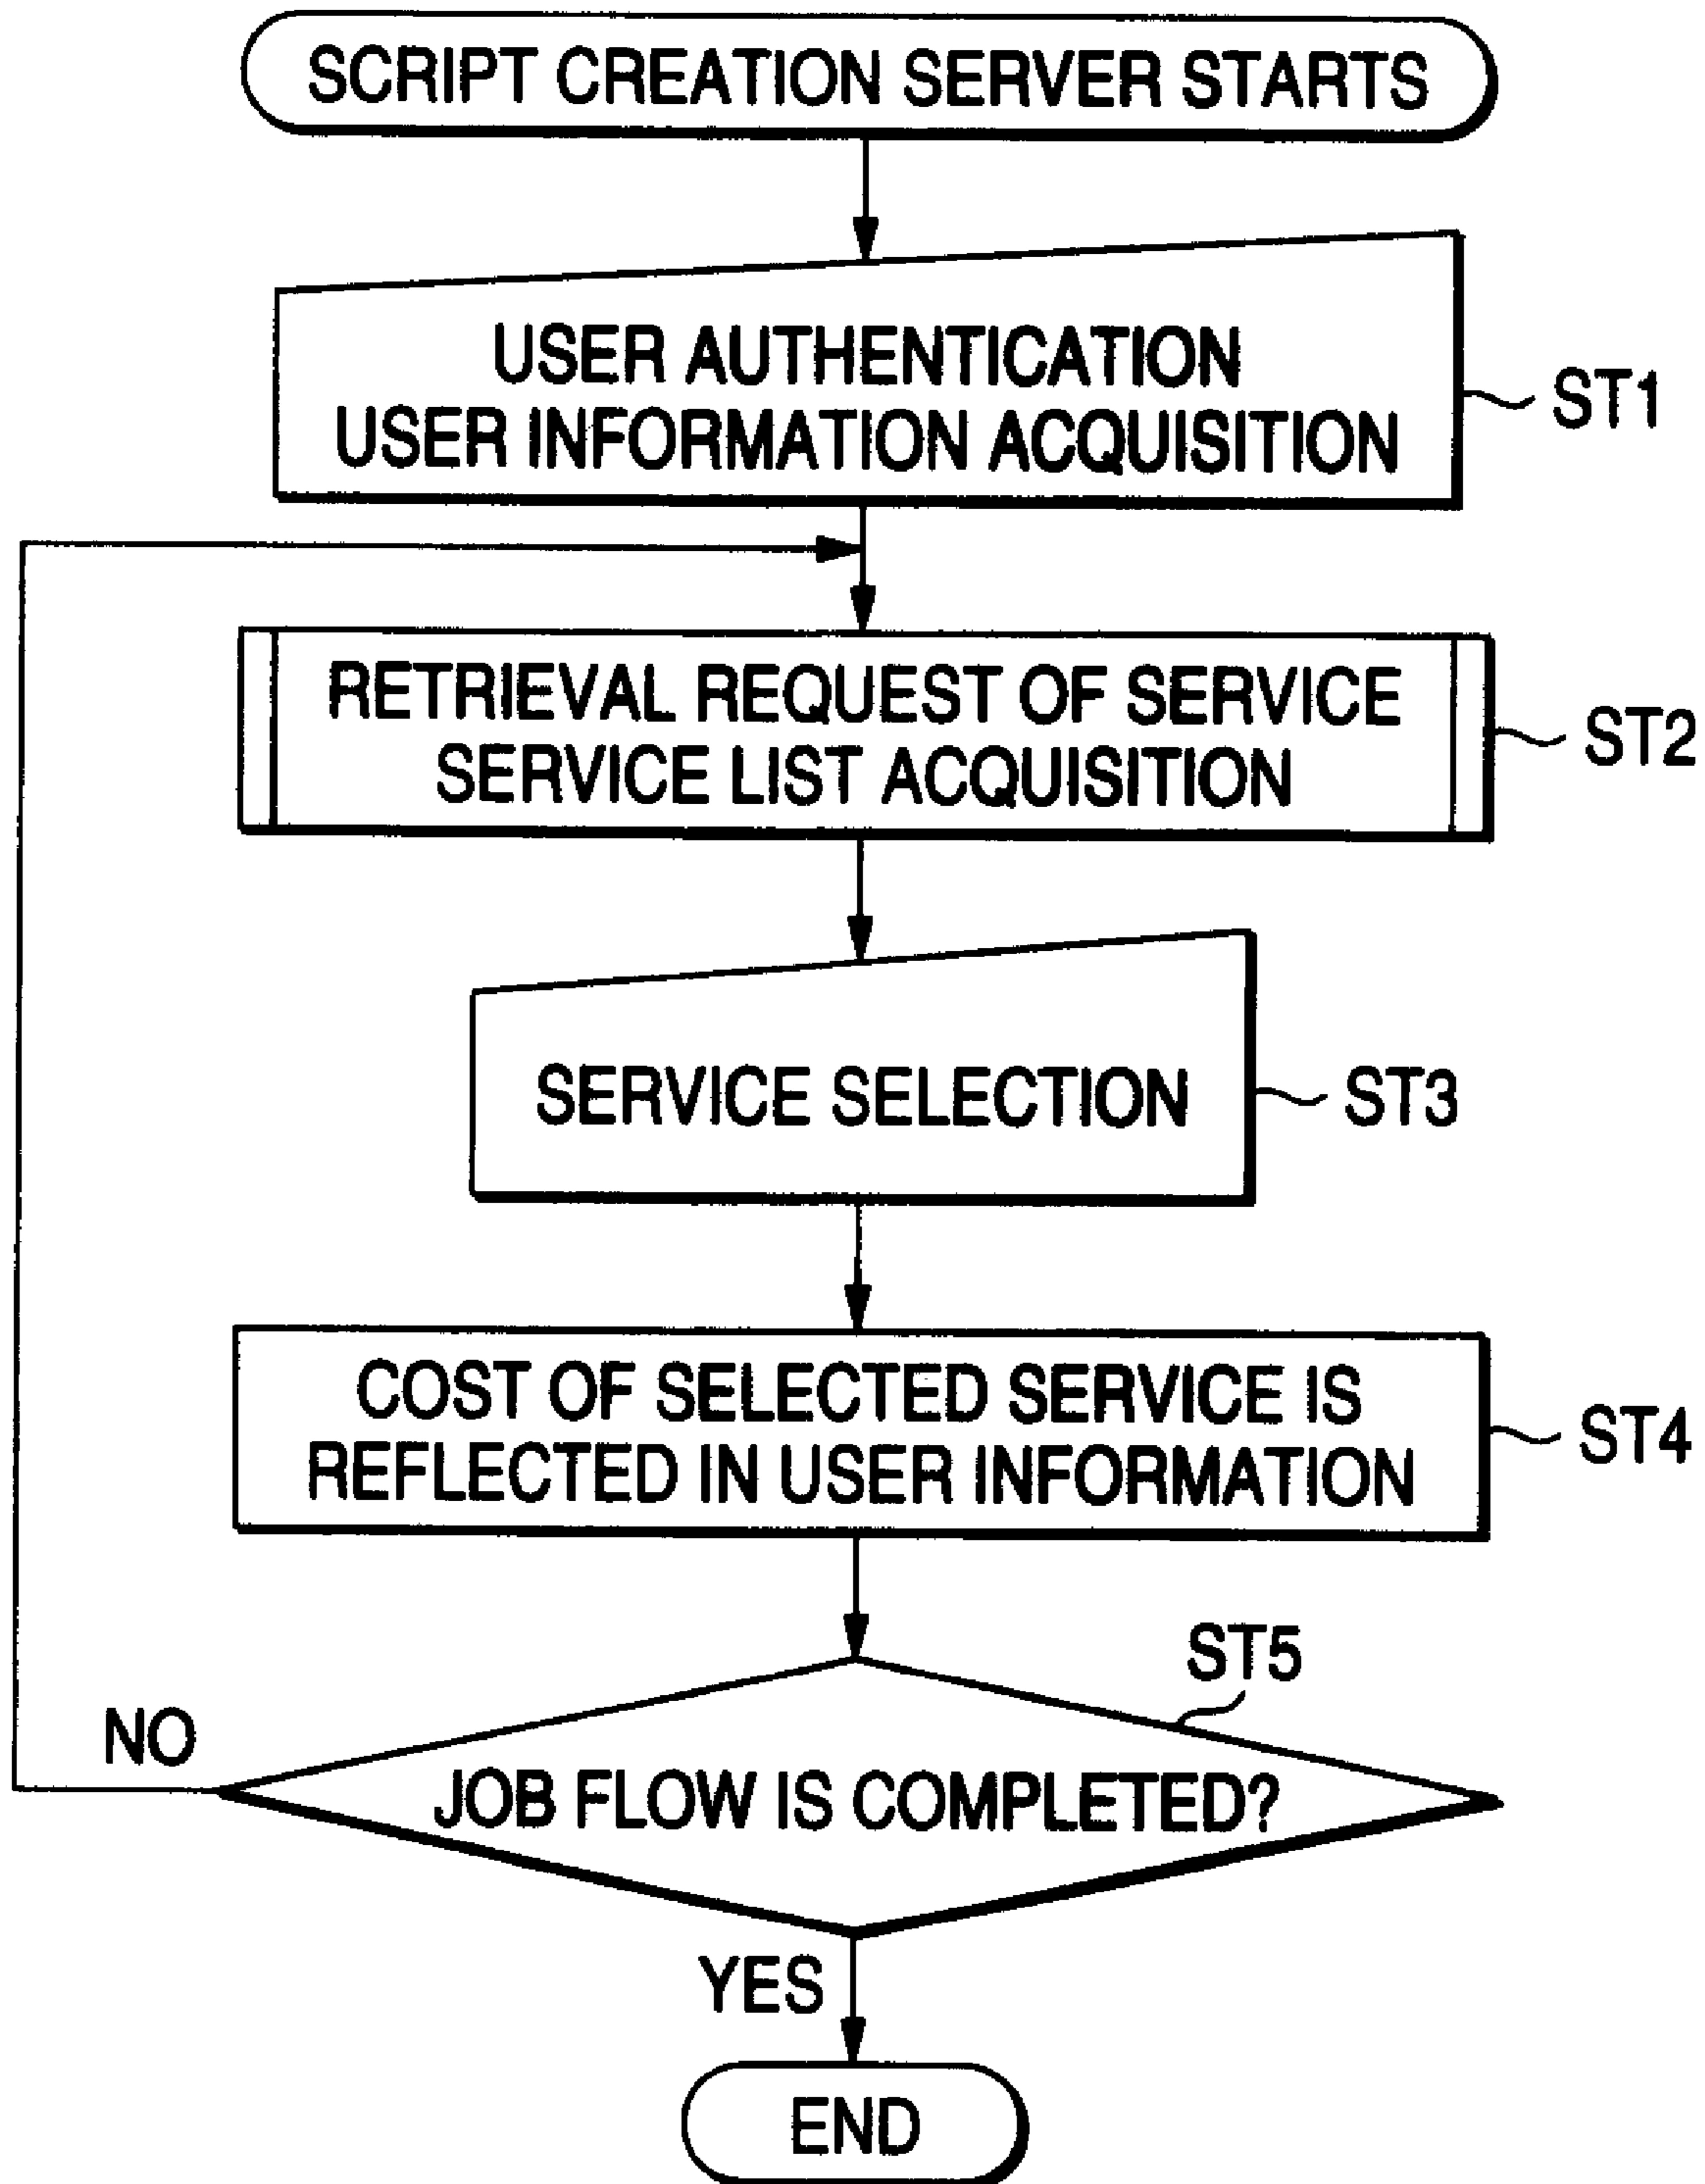 SCRIPT CREATION SERVER STARTS
USER AUTHENTICATION
USER INFORMATION ACQUISITION
ST1
RETRIEVAL REQUEST OF SERVICE
SERVICE LIST ACQUISITION
ST2
SERVICE SELECTION
ST3
COST OF SELECTED SERVICE IS
REFLECTED IN USER INFORMATION
ST4
ST5
NO
JOB FLOW IS COMPLETED?
YES
END